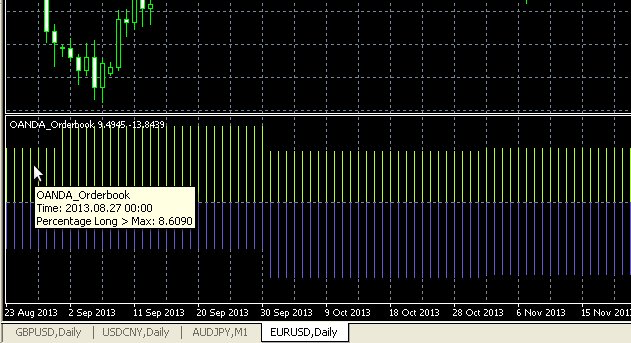 OANDA_Orderbook 9.4945 -13.8439
OANDA_Orderbook
Time: 2013.08.27 00:00
Percentage Long > Max: 8.6090
23 Aug 2013 2 Sep 2013 11 Sep 2013 20 Sep 2013 30 Sep 2013 9 Oct 2013 18 Oct 2013 28 Oct 2013 6 Nov 2013 15 Nov 2013
GBPUSD,Daily USDCNY,Daily AUDJPY,M1 EURUSD,Daily